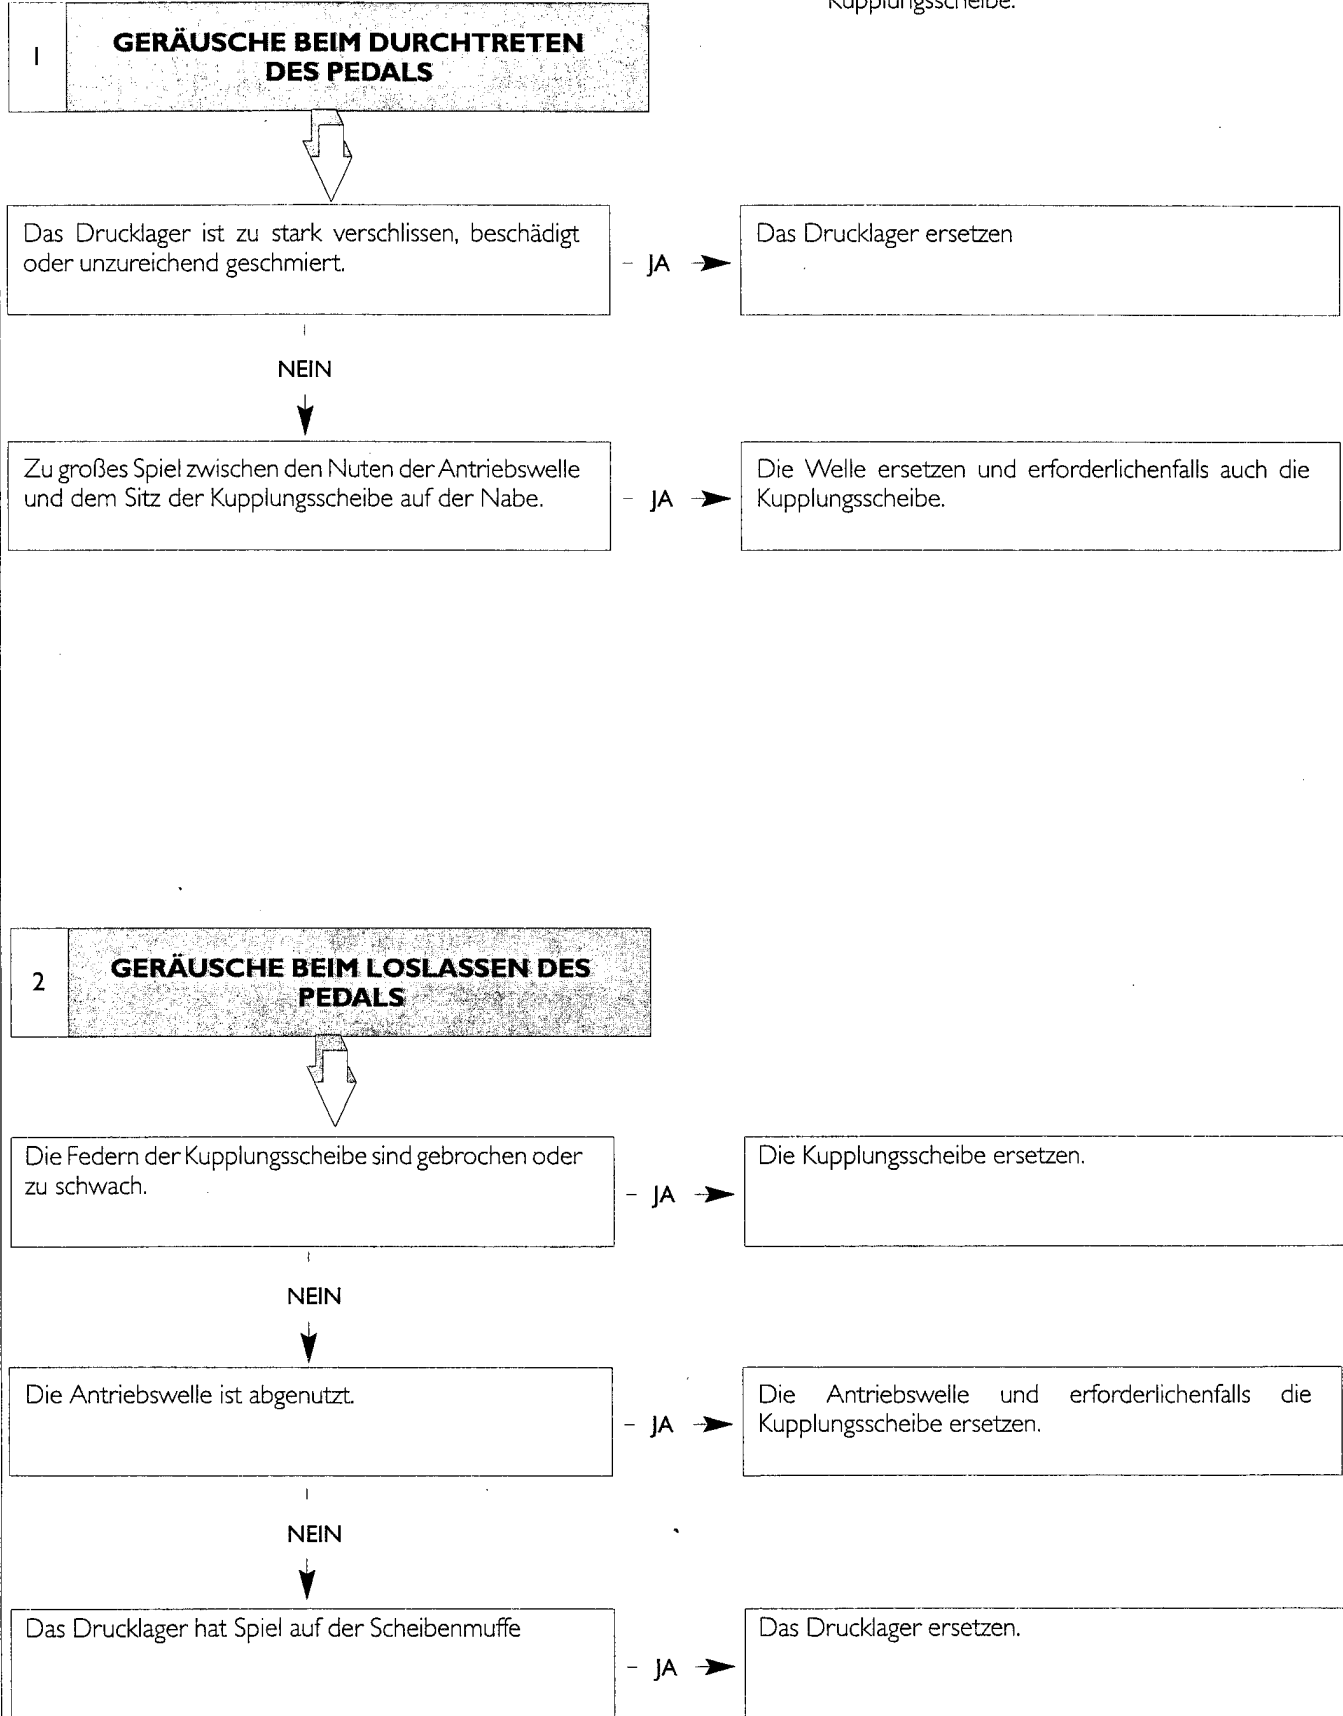 Kupplungsscheibe.
1
GERÄUSCHE BEIM DURCHTRETEN
DES PEDALS
Das Drucklager ist zu stark verschlissen, beschädigt
oder unzureichend geschmiert.
- JA
Das Drucklager ersetzen
NEIN
Zu großes Spiel zwischen den Nuten der Antriebswelle
und dem Sitz der Kupplungsscheibe auf der Nabe.
- JA
Die Welle ersetzen und erforderlichenfalls auch die
Kupplungsscheibe.
2
GERÄUSCHE BEIM LOSLASSEN DES
PEDALS
Die Federn der Kupplungsscheibe sind gebrochen oder
zu schwach.
- JA
Die Kupplungsscheibe ersetzen.
NEIN
Die Antriebswelle ist abgenutzt.
- JA
Die Antriebswelle und erforderlichenfalls die
Kupplungsscheibe ersetzen.
NEIN
Das Drucklager hat Spiel auf der Scheibenmuffe
- JA
Das Drucklager ersetzen.